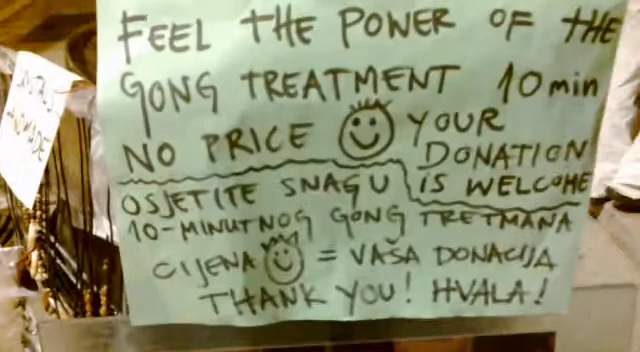 FEEL THE POWER OF THE
GONG TREATMENT 10 min
NO PRICE YOUR
DONATION
IS WELCOME
OSJETITE SNAGU
10-MINUTNOG GONG TRETMANA
CIJENA = VAŠA DONACIJA
THANK YOU! HVALA!